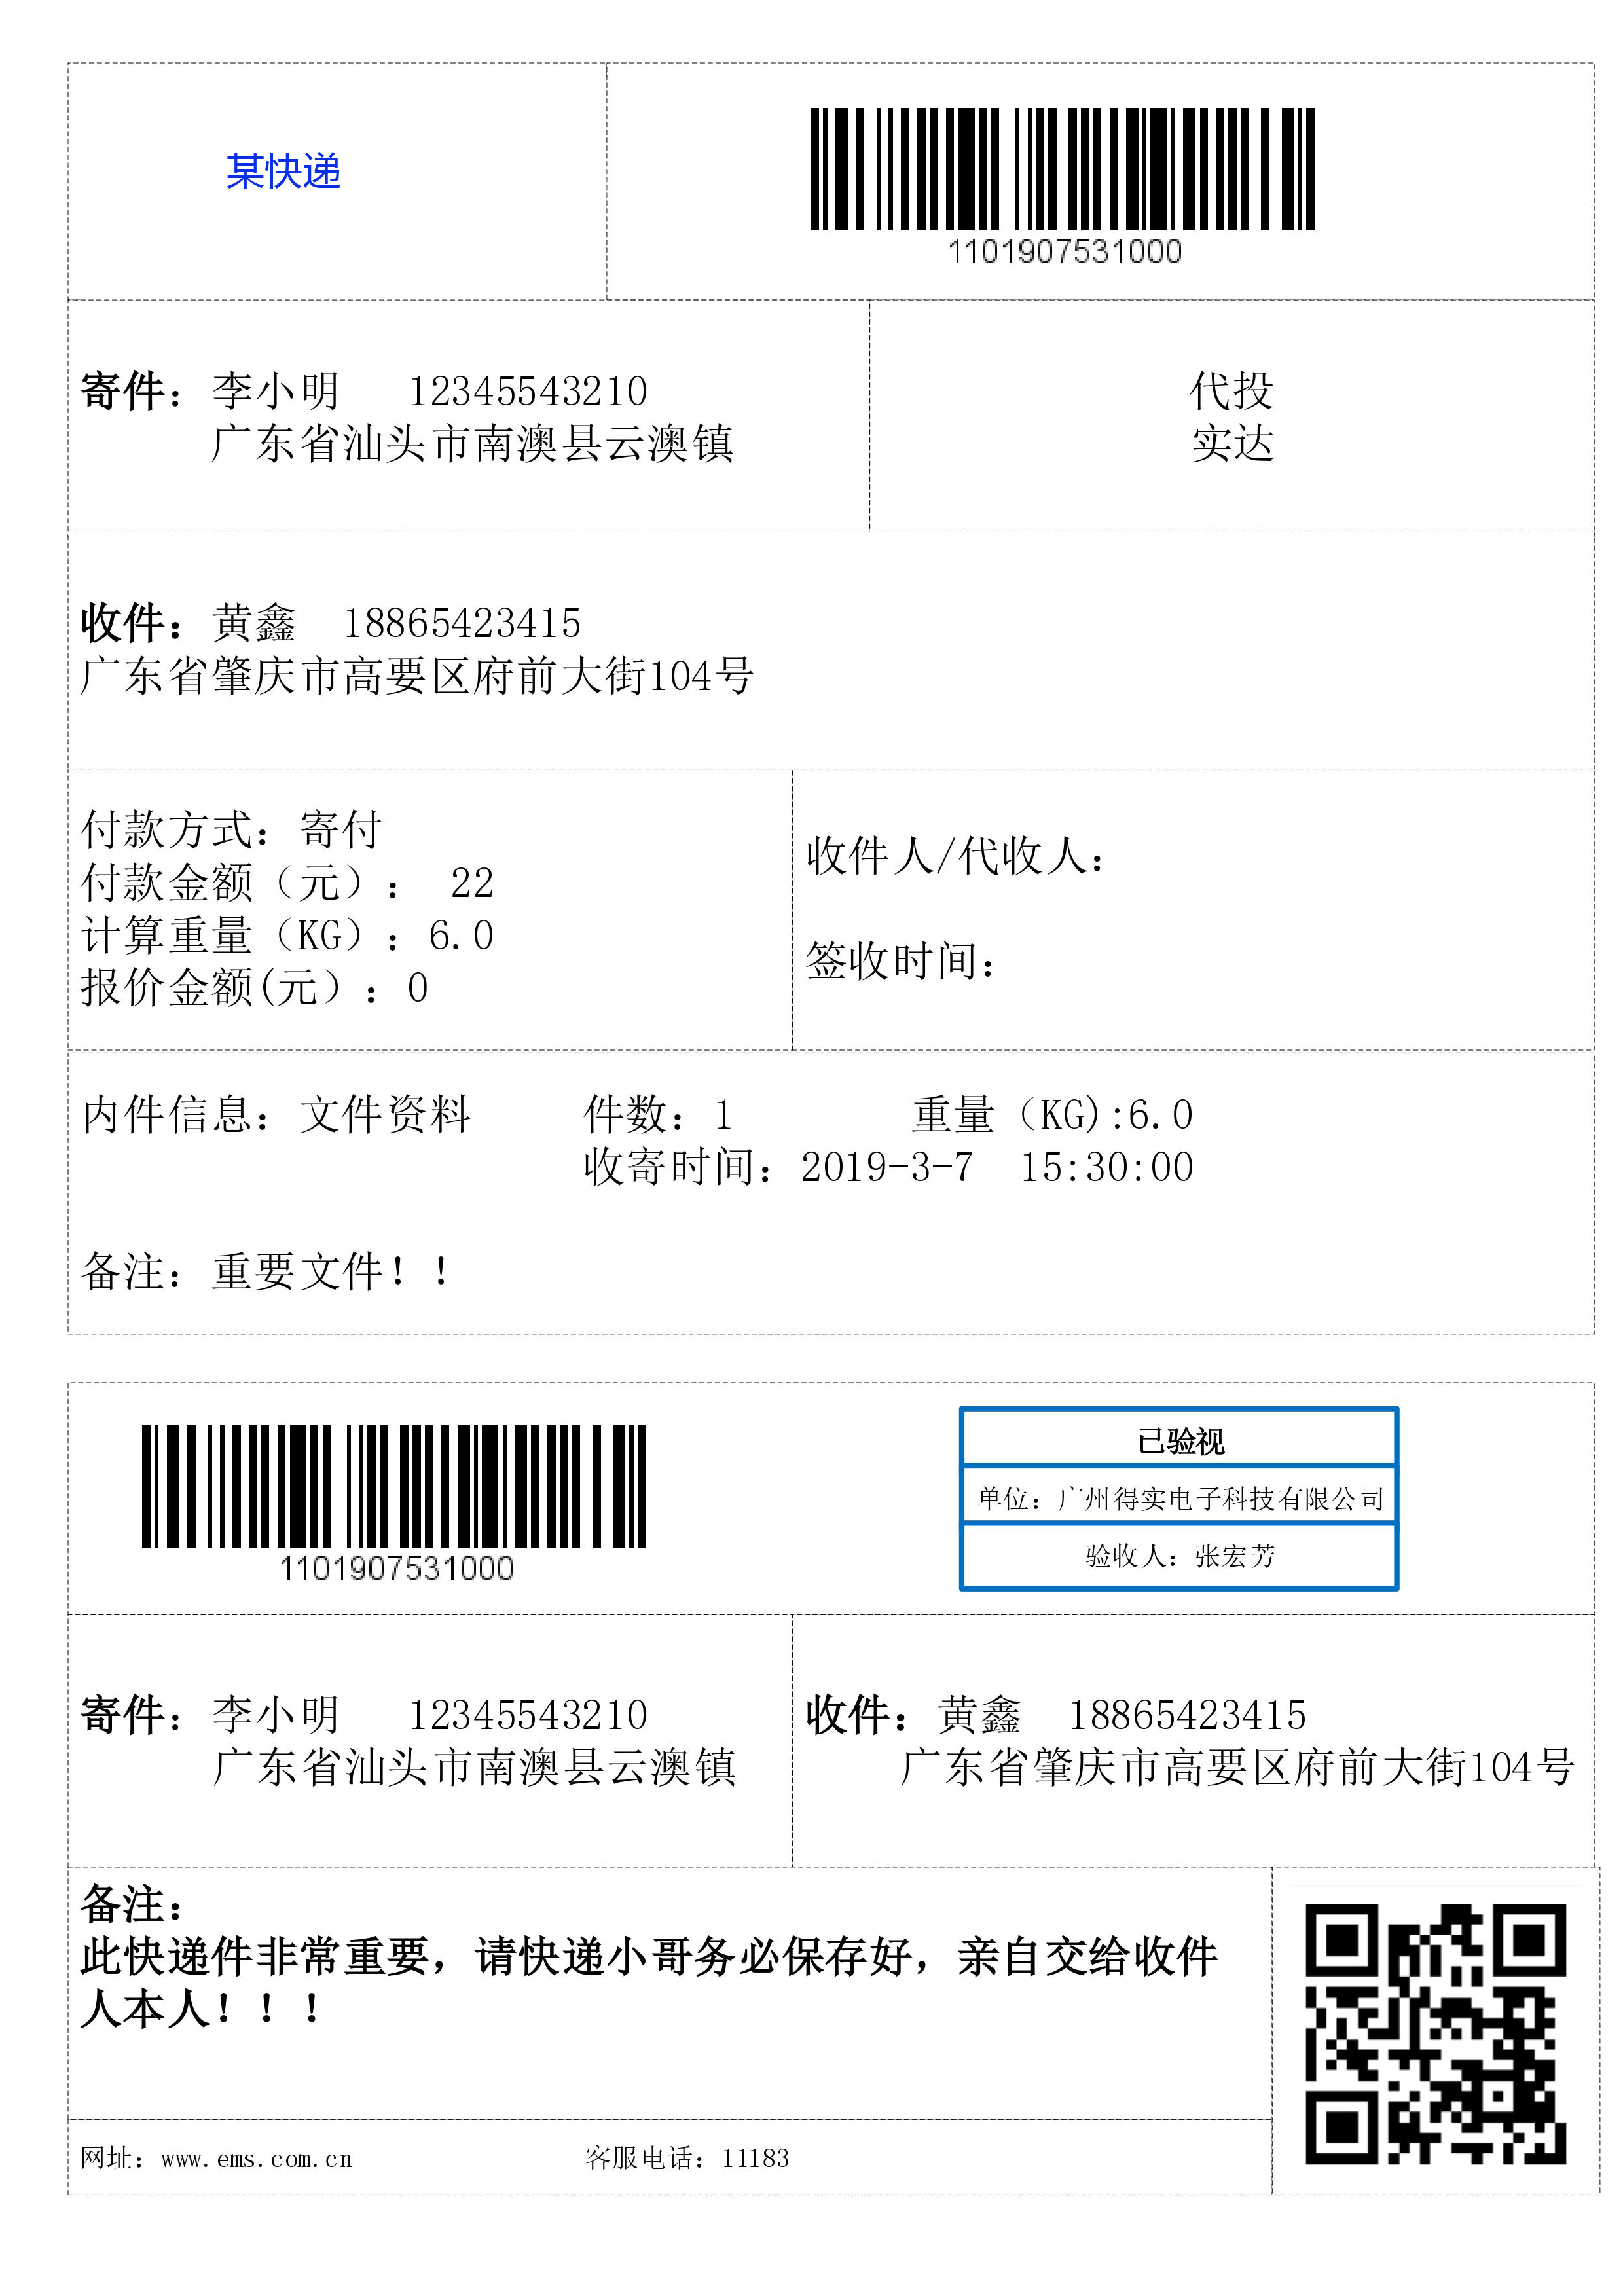 某快递
1101907531000
寄件：李小明 12345543210
广东省汕头市南澳县云澳镇
代投
实达
收件：黄鑫 18865423415
广东省肇庆市高要区府前大街104号
付款方式：寄付
付款金额（元）： 22
计算重量（KG）：6.0
报价金额(元）：0
收件人/代收人：
签收时间：
内件信息：文件资料 件数：1 重量（KG):6.0
收寄时间：2019-3-7 15:30:00
备注：重要文件！！
1101907531000
已验视
单位：广州得实电子科技有限公司
验收人：张宏芳
寄件：李小明 12345543210
广东省汕头市南澳县云澳镇
收件：黄鑫 18865423415
广东省肇庆市高要区府前大街104号
备注：
此快递件非常重要，请快递小哥务必保存好，亲自交给收件
人本人！！！
网址：www.ems.com.cn 客服电话：11183